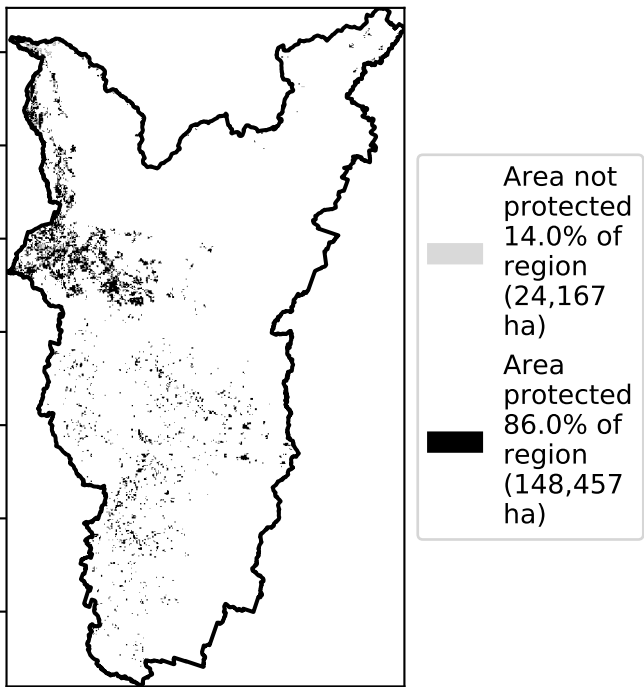 Area not
protected
14.0% of
region
(24,167
ha)
Area
protected
86.0% of
region
(148,457
ha)